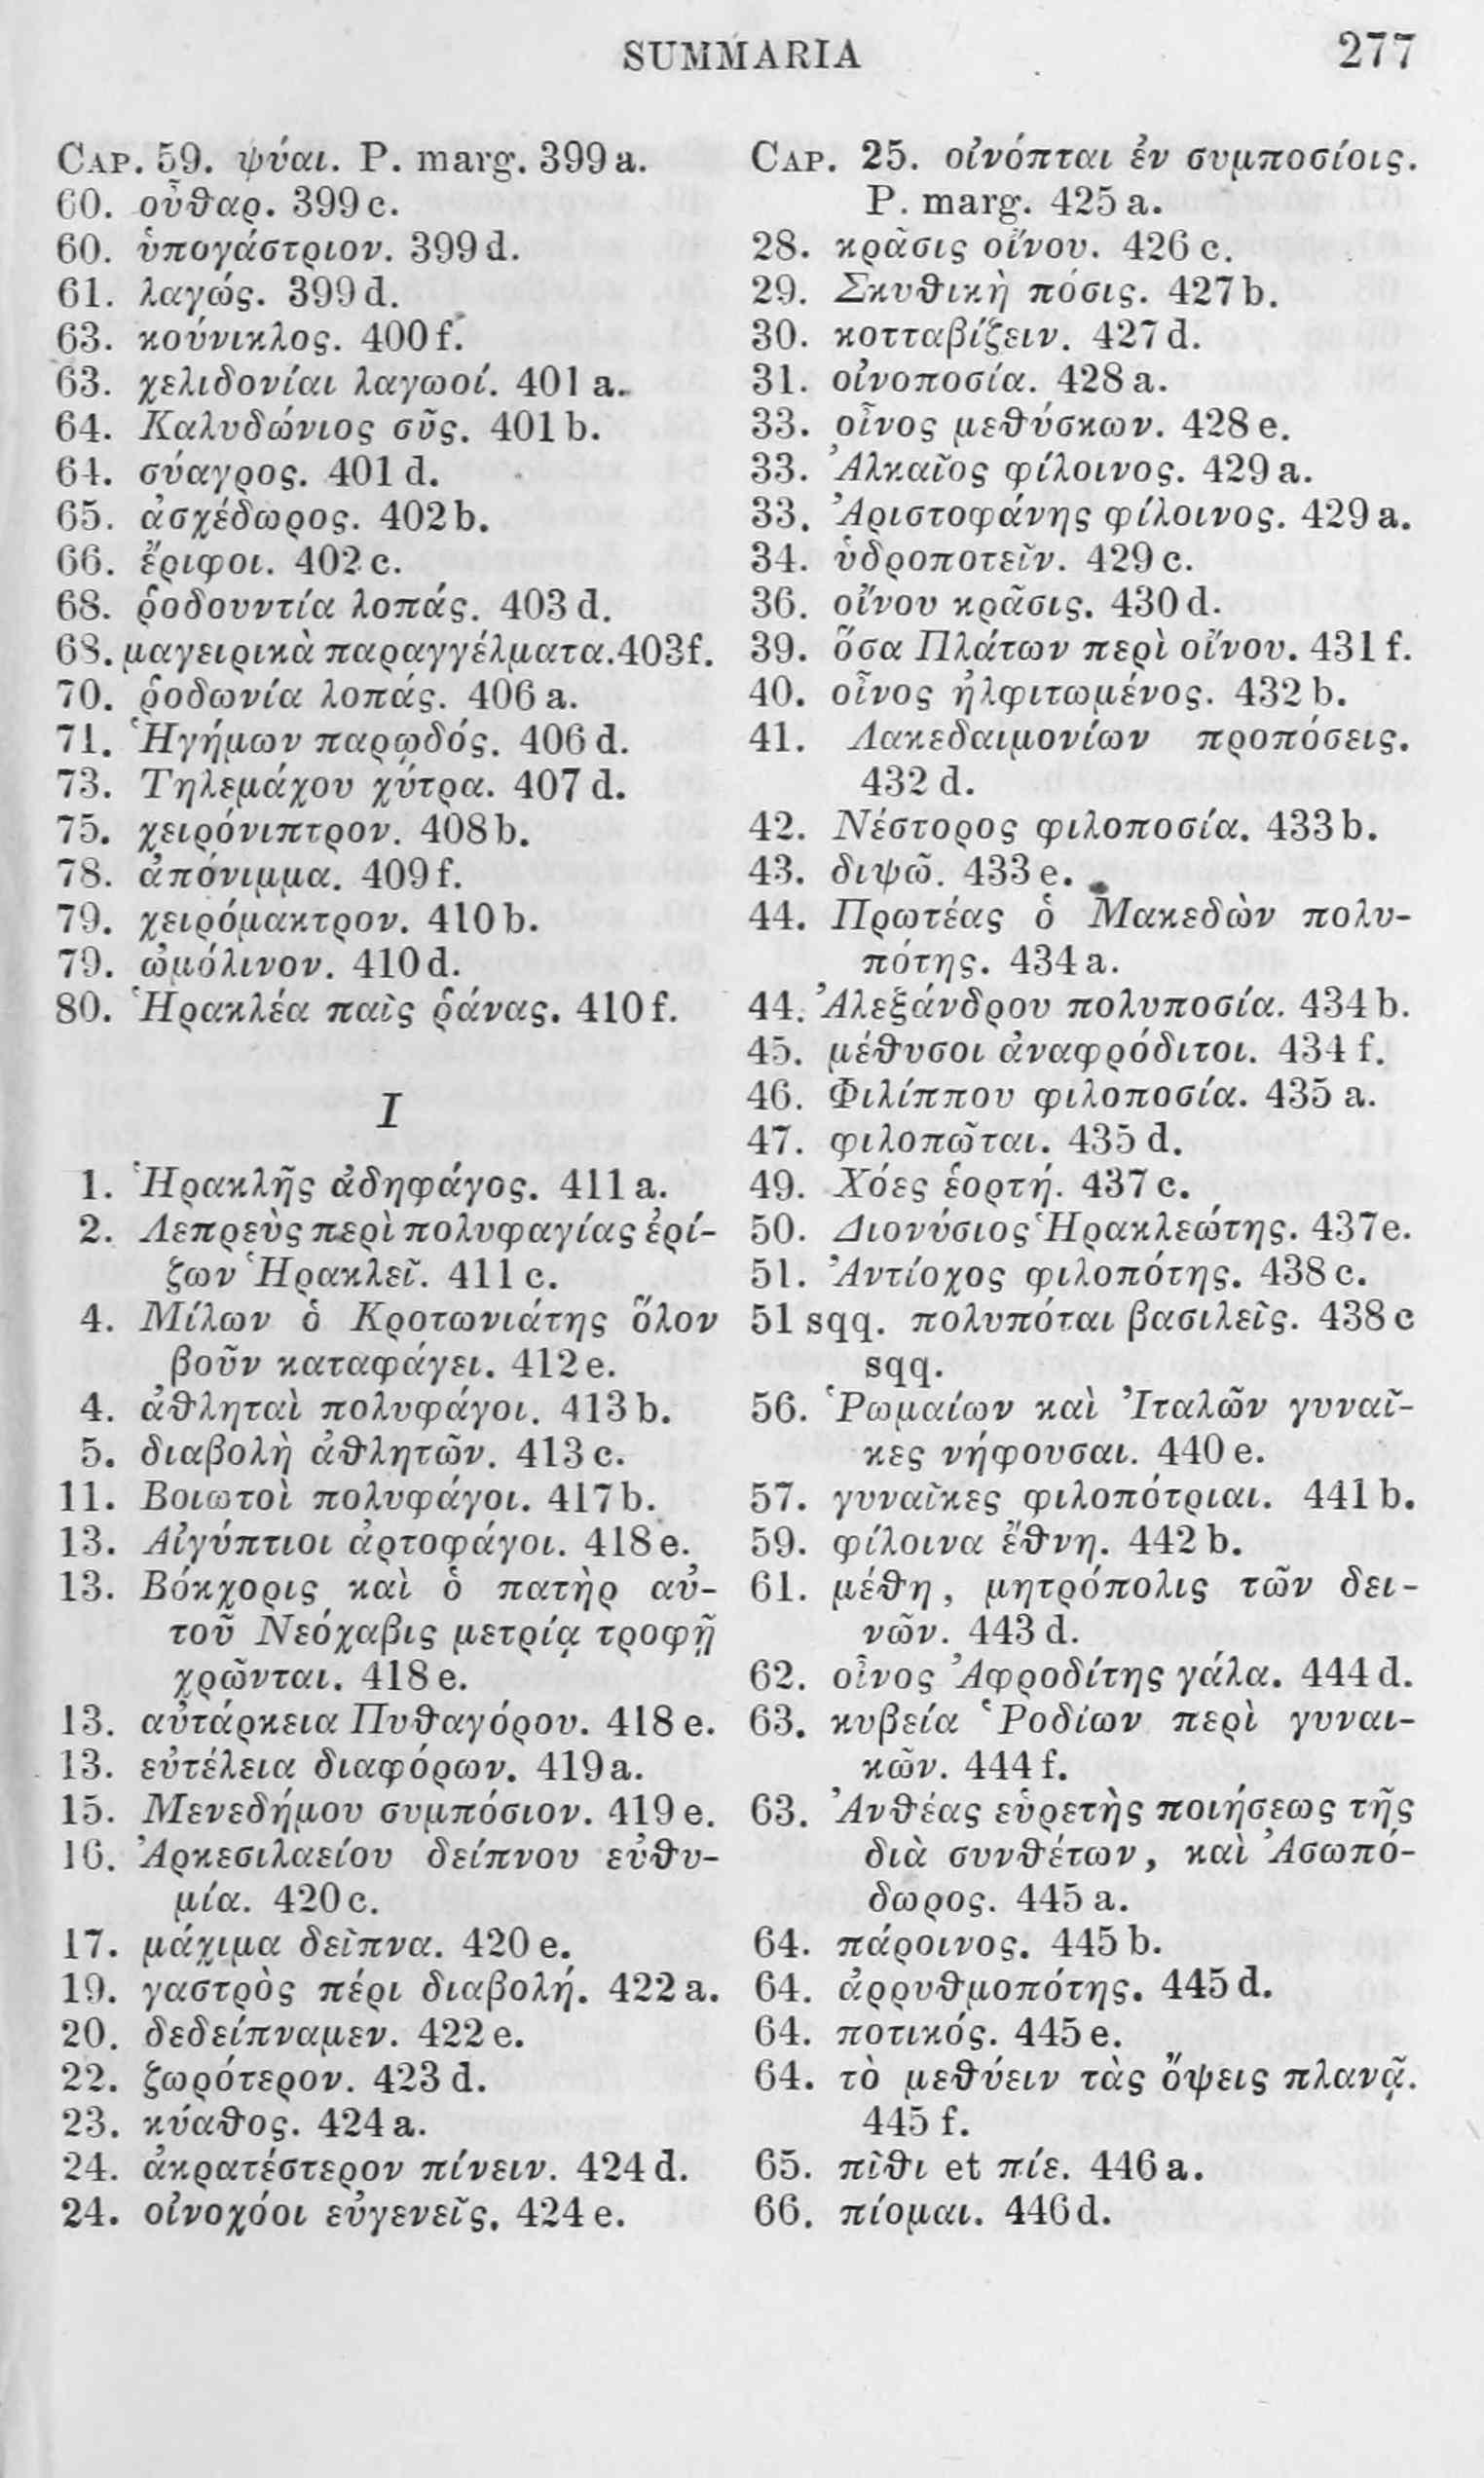 SUMMARIA 277
CAP. 59. ψύαι. P. marg. 399 a.
60. οὖθαρ. 399 c.
60. ὑπογάστριον. 399 d.
61. λαγώς. 399 d.
63. κούνικλος. 400 f.
63. χελιδονίαι λαγωοί. 401 a.
64. Καλυδώνιος σῦς. 401 b.
64. σύαγρος. 401 d.
65. ἀσχέδωρος. 402 b.
66. ἔριφοι. 402 c.
68. ῥοδουντία λοπάς. 403 d.
68. μαγειρικὰ παραγγέλματα. 403 f.
70. ῥοδωνία λοπάς. 406 a.
71. Ἡγήμων παρῳδός. 406 d.
73. Τηλεμάχου χύτρα. 407 d.
75. χειρόνιπτρον. 408 b.
78. ἀπόνιμμα. 409 f.
79. χειρόμακτρον. 410 b.
79. ὠμόλινον. 410 d.
80. Ἡρακλέα παῖς ῥάνας. 410 f.
I
1. Ἡρακλῆς ἀδηφάγος. 411 a.
2. Λεπρεὺς περὶ πολυφαγίας ἐρί-
ζων Ἡρακλεῖ. 411 c.
4. Μίλων ὁ Κροτωνιάτης ὅλον
βοῦν καταφάγει. 412 e.
4. ἀθληταὶ πολυφάγοι. 413 b.
5. διαβολὴ ἀθλητῶν. 413 c.
11. Βοιωτοὶ πολυφάγοι. 417 b.
13. Αἰγύπτιοι ἀρτοφάγοι. 418 e.
13. Βόκχορις καὶ ὁ πατὴρ αὐ-
τοῦ Νεόχαβις μετρίᾳ τροφῇ
χρῶνται. 418 e.
13. αὐτάρκεια Πυθαγόρου. 418 e.
13. εὐτέλεια διαφόρων. 419 a.
15. Μενεδήμου συμπόσιον. 419 e.
16. Ἀρκεσιλαείου δείπνου εὐθυ-
μία. 420 c.
17. μάχιμα δεῖπνα. 420 e.
19. γαστρὸς πέρι διαβολή. 422 a.
20. δεδείπναμεν. 422 e.
22. ζωρότερον. 423 d.
23. κύαθος. 424 a.
24. ἀκρατέστερον πίνειν. 424 d.
24. οἰνοχόοι εὐγενεῖς. 424 e.
CAP. 25. οἰνόπται ἐν συμποσίοις.
P. marg. 425 a.
28. κρᾶσις οἴνου. 426 c.
29. Σκυθικὴ πόσις. 427 b.
30. κοτταβίζειν. 427 d.
31. οἰνοποσία. 428 a.
33. οἶνος μεθύσκων. 428 e.
33. Ἀλκαῖος φίλοινος. 429 a.
33. Ἀριστοφάνης φίλοινος. 429 a.
34. ὑδροποτεῖν. 429 c.
36. οἴνου κρᾶσις. 430 d.
39. ὅσα Πλάτων περὶ οἴνου. 431 f.
40. οἶνος ἠλφιτωμένος. 432 b.
41. Λακεδαιμονίων προπόσεις.
432 d.
42. Νέστορος φιλοποσία. 433 b.
43. διψῶ. 433 e.
44. Πρωτέας ὁ Μακεδὼν πολυ-
πότης. 434 a.
44. Ἀλεξάνδρου πολυποσία. 434 b.
45. μέθυσοι ἀναφρόδιτοι. 434 f.
46. Φιλίππου φιλοποσία. 435 a.
47. φιλοπῶται. 435 d.
49. Χόες ἑορτή. 437 c.
50. Διονύσιος Ἡρακλεώτης. 437 e.
51. Ἀντίοχος φιλοπότης. 438 c.
51 sqq. πολυπόται βασιλεῖς. 438 c
sqq.
56. Ῥωμαίων καὶ Ἰταλῶν γυναῖ-
κες νήφουσαι. 440 e.
57. γυναῖκες φιλοπότριαι. 441 b.
59. φίλοινα ἔθνη. 442 b.
61. μέθη, μητρόπολις τῶν δει-
νῶν. 443 d.
62. οἶνος Ἀφροδίτης γάλα. 444 d.
63. κυβεία Ῥοδίων περὶ γυναι-
κῶν. 444 f.
63. Ἀνθέας εὑρετὴς ποιήσεως τῆς
διὰ συνθέτων, καὶ Ἀσωπό-
δωρος. 445 a.
64. πάροινος. 445 b.
64. ἀρρυθμοπότης. 445 d.
64. ποτικός. 445 e.
64. τὸ μεθύειν τὰς ὄψεις πλανᾷ.
445 f.
65. πῖθι et πίε. 446 a.
66. πίομαι. 446 d.